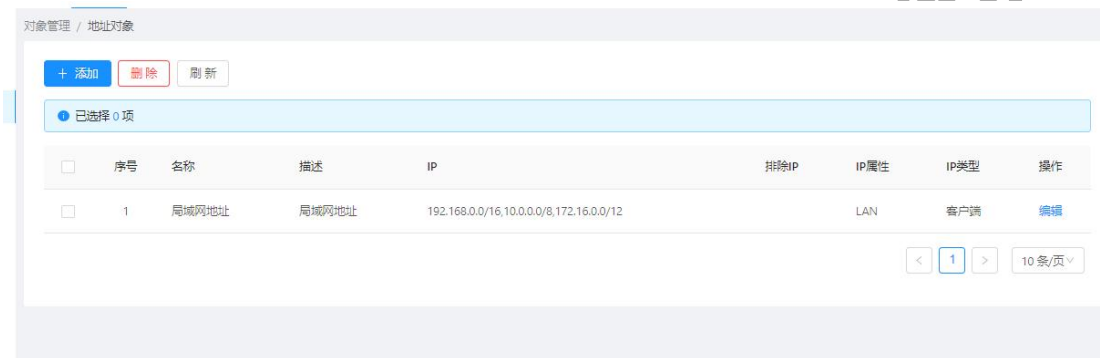 对象管理 / 地址对象
+ 添加 删除 刷新
已选择 0 项
序号 名称 描述 IP 排除IP IP属性 IP类型 操作
1 局域网地址 局域网地址 192.168.0.0/16,10.0.0.0/8,172.16.0.0/12 LAN 客户端 编辑
< 1 > 10 条/页